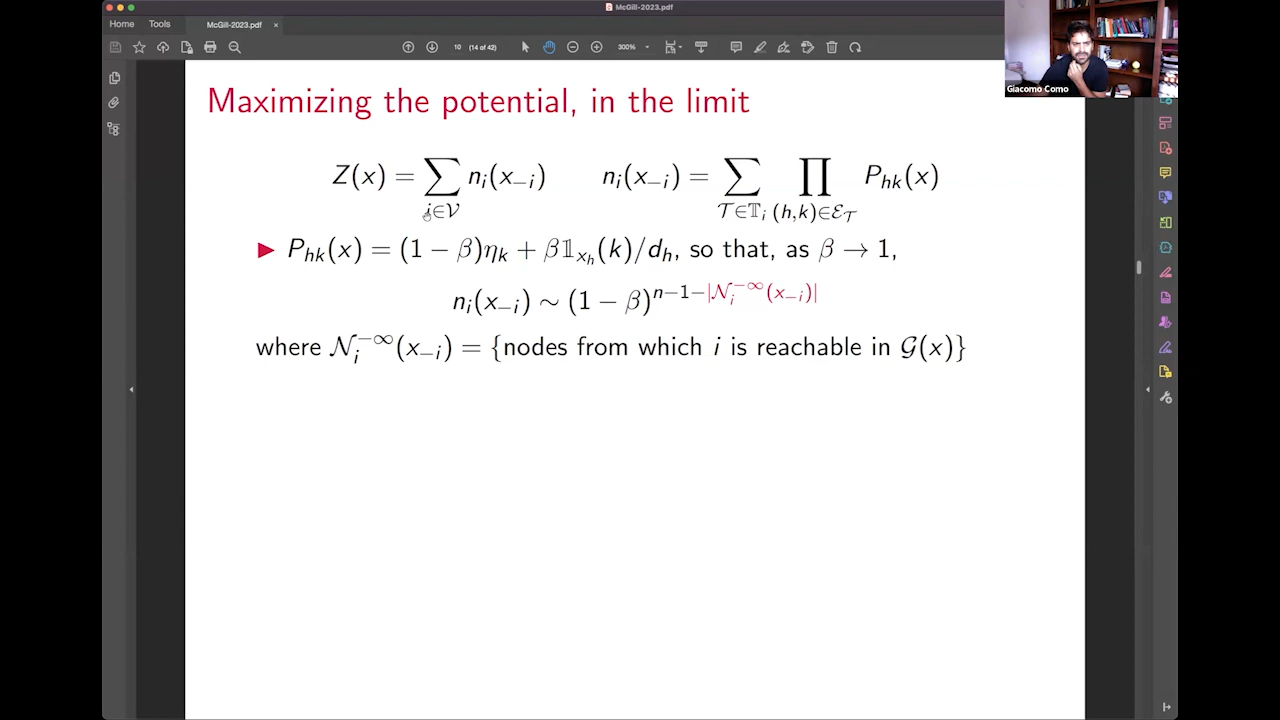 McGill-2023.pdf
Home Tools McGill-2023.pdf ×
10 (14 of 42) 300%
Giacomo Como
Maximizing the potential, in the limit
Z(x) = ∑_{i∈𝒱} n_i(x_{−i}) n_i(x_{−i}) = ∑_{𝒯∈𝕋_i} ∏_{(h,k)∈ℰ_𝒯} P_{hk}(x)
▶ P_{hk}(x) = (1 − β)η_k + β𝟙_{x_h}(k)/d_h, so that, as β → 1,
n_i(x_{−i}) ∼ (1 − β)^{n−1−|𝒩_i^{−∞}(x_{−i})|}
where 𝒩_i^{−∞}(x_{−i}) = {nodes from which i is reachable in 𝒢(x)}